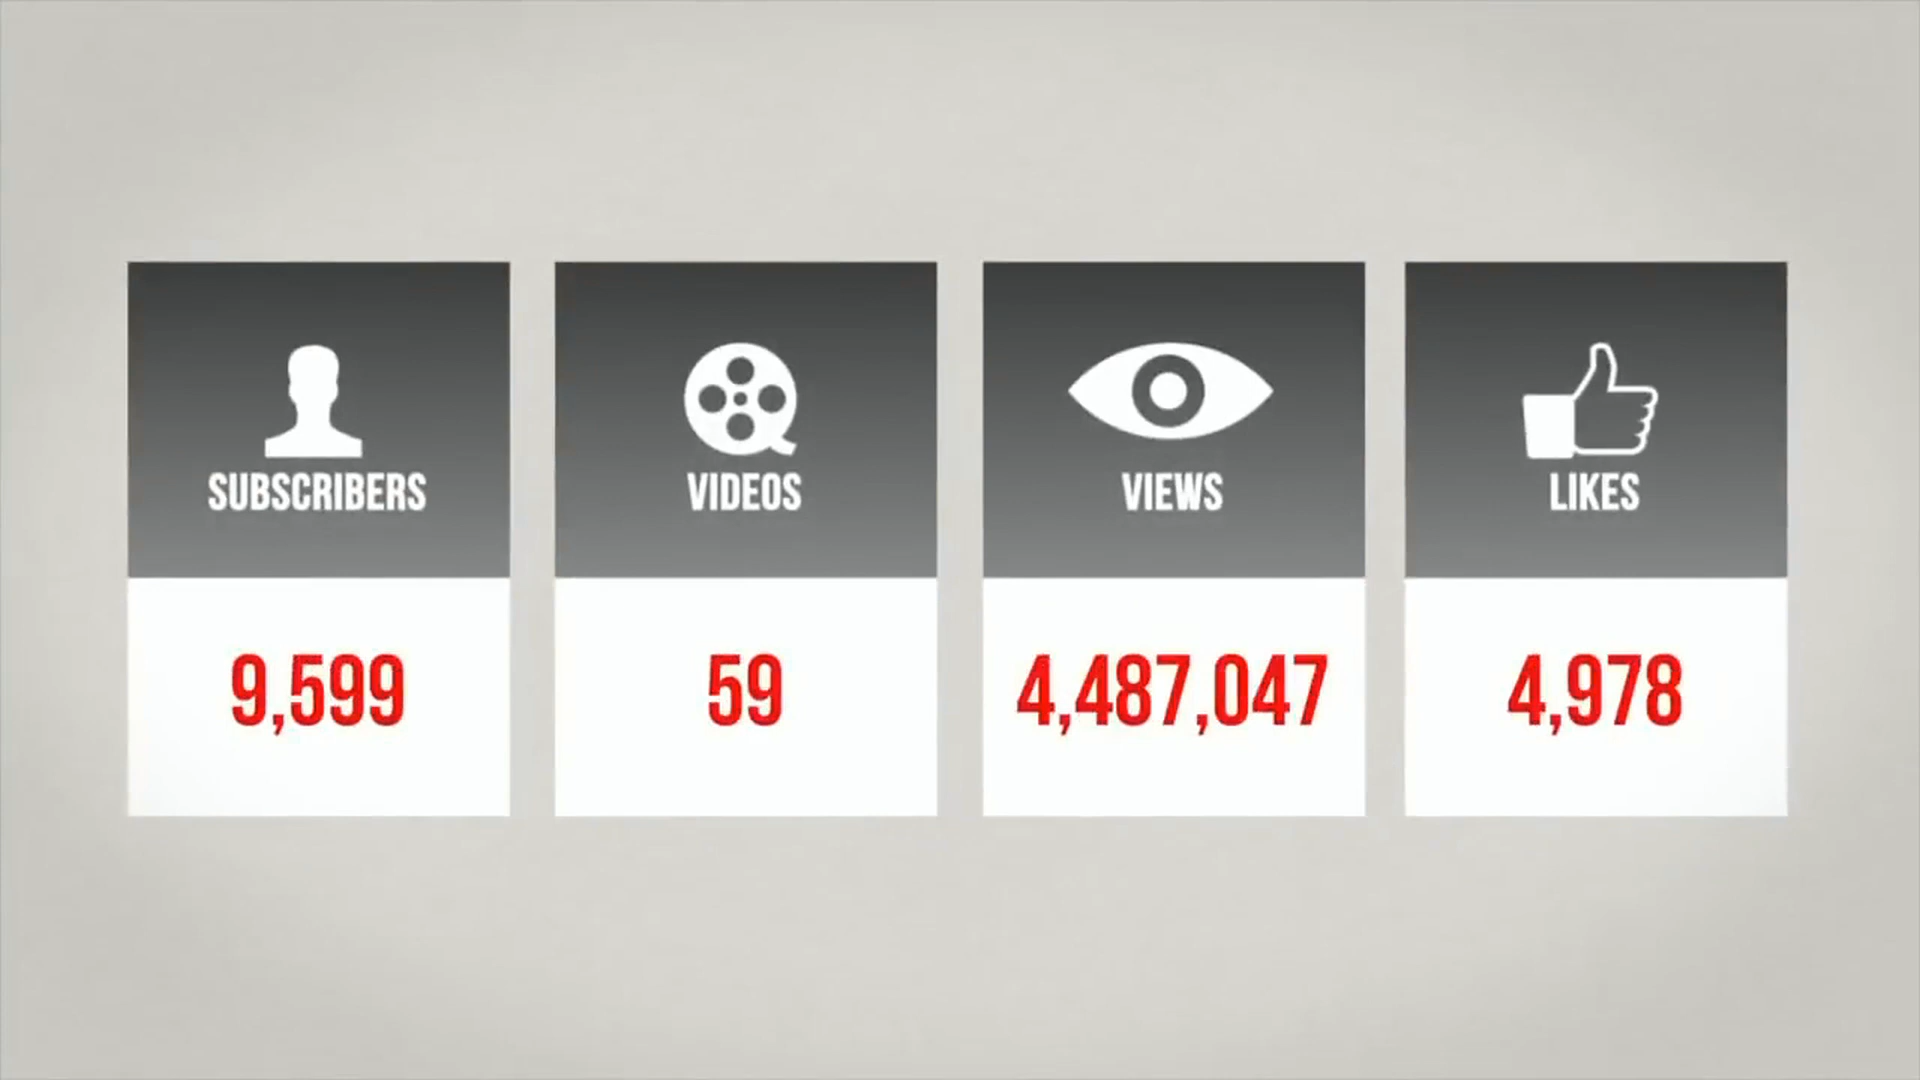 SUBSCRIBERS
9,599
VIDEOS
59
VIEWS
4,487,047
LIKES
4,978